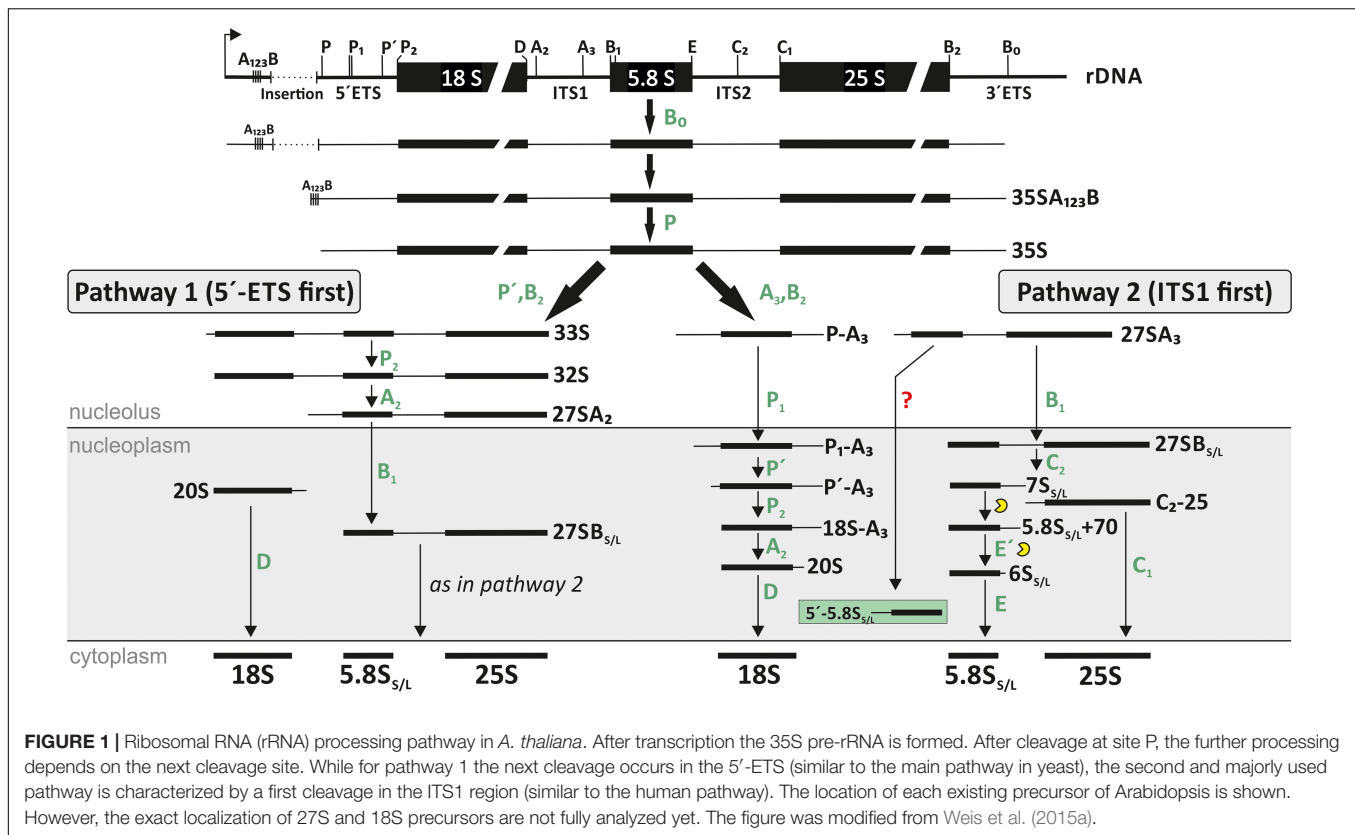 P P₁ P´ P₂ D A₂ A₃ B₁ E C₂ C₁ B₂ B₀
A₁₂₃B
18 S 5.8 S 25 S rDNA
Insertion 5´ETS ITS1 ITS2 3´ETS
B₀
A₁₂₃B
A₁₂₃B
35SA₁₂₃B
P
35S
Pathway 1 (5´-ETS first)
P´,B₂
A₃,B₂
Pathway 2 (ITS1 first)
33S
P₂
32S
A₂
27SA₂
nucleolus
nucleoplasm
B₁
20S
27SB S/L
D
as in pathway 2
P-A₃
27SA₃
P₁
?
B₁
P₁-A₃
27SB S/L
P´
C₂
P´-A₃
7S S/L
C₂-25
P₂
18S-A₃
5.8S S/L+70
A₂
E´
20S
6S S/L
C₁
D
E
5´-5.8S S/L
cytoplasm
18S 5.8S S/L 25S 18S 5.8S S/L 25S
FIGURE 1 | Ribosomal RNA (rRNA) processing pathway in A. thaliana. After transcription the 35S pre-rRNA is formed. After cleavage at site P, the further processing
depends on the next cleavage site. While for pathway 1 the next cleavage occurs in the 5′-ETS (similar to the main pathway in yeast), the second and majorly used
pathway is characterized by a first cleavage in the ITS1 region (similar to the human pathway). The location of each existing precursor of Arabidopsis is shown.
However, the exact localization of 27S and 18S precursors are not fully analyzed yet. The figure was modified from Weis et al. (2015a).